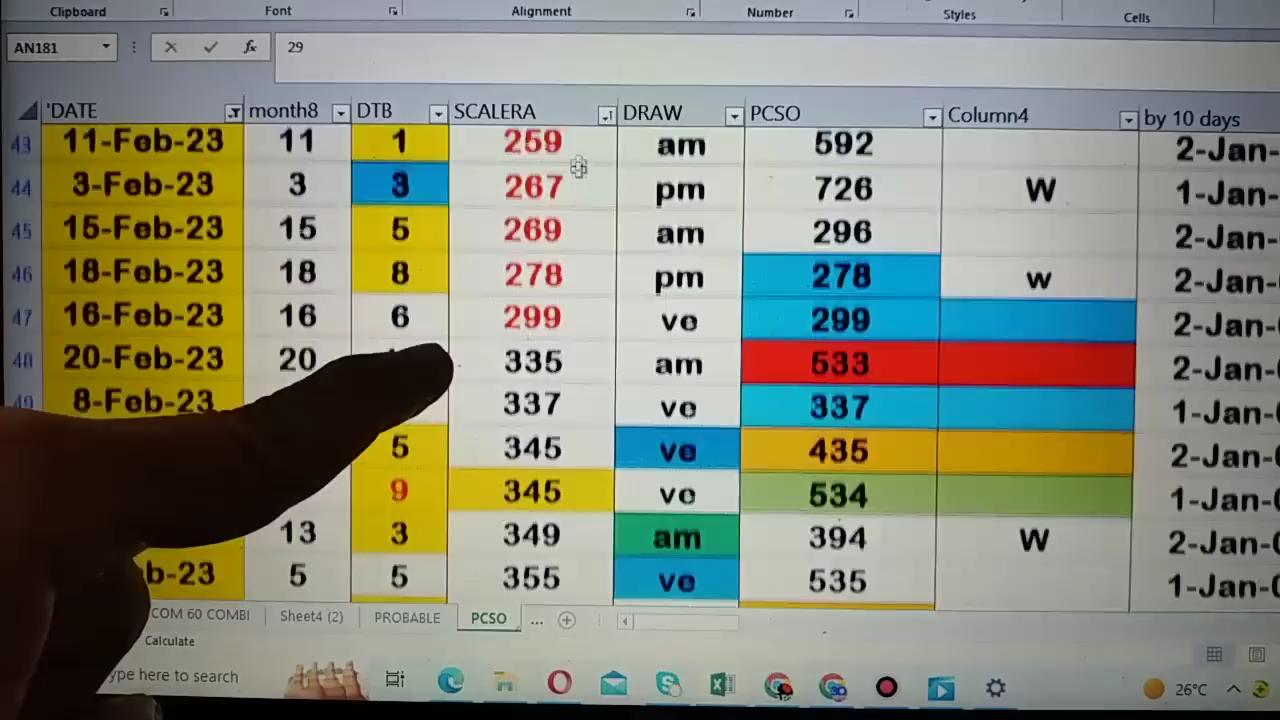 Clipboard Font Alignment Number Styles Cells
AN181 fx 29
'DATE month8 DTB SCALERA DRAW PCSO Column4 by 10 days
43 11-Feb-23 11 1 259 am 592 2-Jan-
44 3-Feb-23 3 3 267 pm 726 W 1-Jan-
45 15-Feb-23 15 5 269 am 296 2-Jan-
46 18-Feb-23 18 8 278 pm 278 w 2-Jan-
47 16-Feb-23 16 6 299 ve 299 2-Jan-
48 20-Feb-23 20 335 am 533 2-Jan-
49 8-Feb-23 337 ve 337 1-Jan-
5 345 ve 435 2-Jan-
9 345 ve 534 1-Jan-
13 3 349 am 394 W 2-Jan-
b-23 5 5 355 ve 535 1-Jan-
COM 60 COMBI Sheet4 (2) PROBABLE PCSO ...
Calculate
ype here to search 26°C